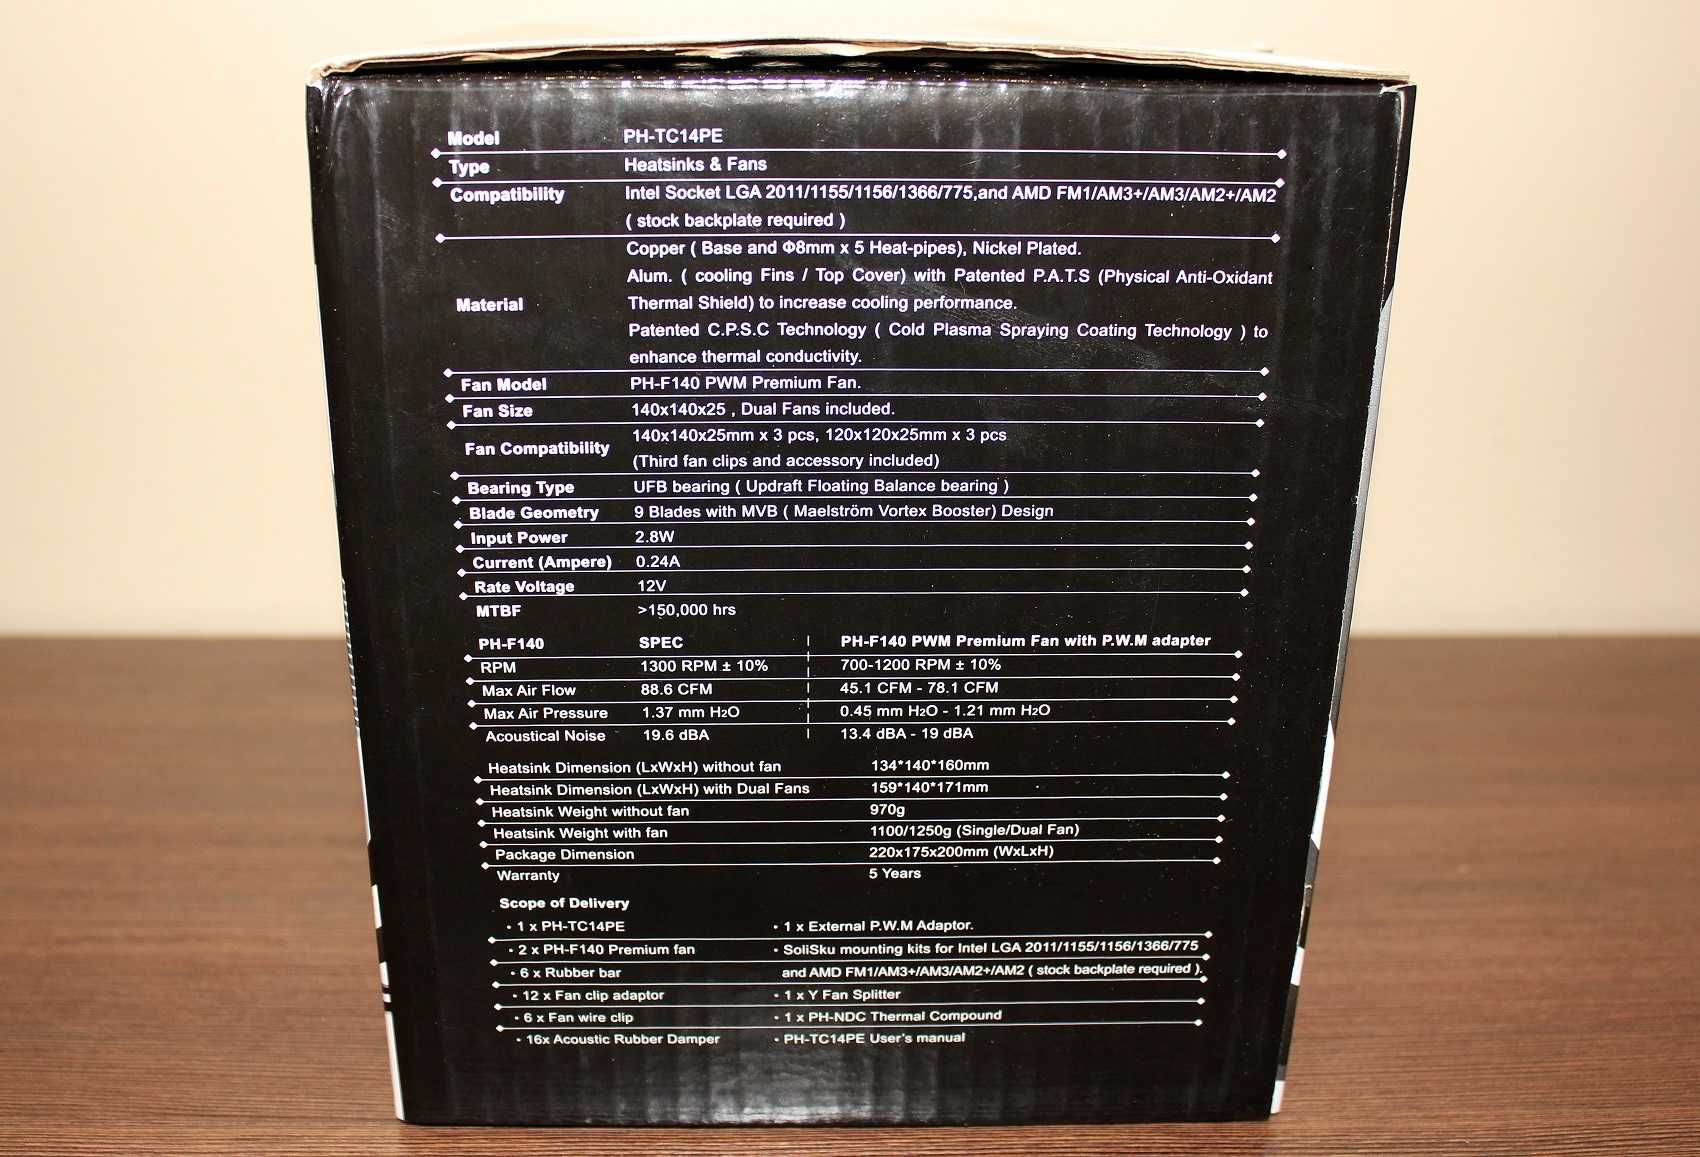 Model PH-TC14PE
Type Heatsinks & Fans
Compatibility Intel Socket LGA 2011/1155/1156/1366/775,and AMD FM1/AM3+/AM3/AM2+/AM2
( stock backplate required )
Copper ( Base and Φ8mm x 5 Heat-pipes), Nickel Plated.
Alum. ( cooling Fins / Top Cover) with Patented P.A.T.S (Physical Anti-Oxidant
Material Thermal Shield) to increase cooling performance.
Patented C.P.S.C Technology ( Cold Plasma Spraying Coating Technology ) to
enhance thermal conductivity.
Fan Model PH-F140 PWM Premium Fan.
Fan Size 140x140x25 , Dual Fans included.
Fan Compatibility 140x140x25mm x 3 pcs, 120x120x25mm x 3 pcs
(Third fan clips and accessory included)
Bearing Type UFB bearing ( Updraft Floating Balance bearing )
Blade Geometry 9 Blades with MVB ( Maelström Vortex Booster) Design
Input Power 2.8W
Current (Ampere) 0.24A
Rate Voltage 12V
MTBF >150,000 hrs
PH-F140 SPEC PH-F140 PWM Premium Fan with P.W.M adapter
RPM 1300 RPM ± 10% 700-1200 RPM ± 10%
Max Air Flow 88.6 CFM 45.1 CFM - 78.1 CFM
Max Air Pressure 1.37 mm H2O 0.45 mm H2O - 1.21 mm H2O
Acoustical Noise 19.6 dBA 13.4 dBA - 19 dBA
Heatsink Dimension (LxWxH) without fan 134*140*160mm
Heatsink Dimension (LxWxH) with Dual Fans 159*140*171mm
Heatsink Weight without fan 970g
Heatsink Weight with fan 1100/1250g (Single/Dual Fan)
Package Dimension 220x175x200mm (WxLxH)
Warranty 5 Years
Scope of Delivery
· 1 x PH-TC14PE · 1 x External P.W.M Adaptor.
· 2 x PH-F140 Premium fan · SoliSku mounting kits for Intel LGA 2011/1155/1156/1366/775
· 6 x Rubber bar and AMD FM1/AM3+/AM3/AM2+/AM2 ( stock backplate required ).
· 12 x Fan clip adaptor · 1 x Y Fan Splitter
· 6 x Fan wire clip · 1 x PH-NDC Thermal Compound
· 16x Acoustic Rubber Damper · PH-TC14PE User's manual